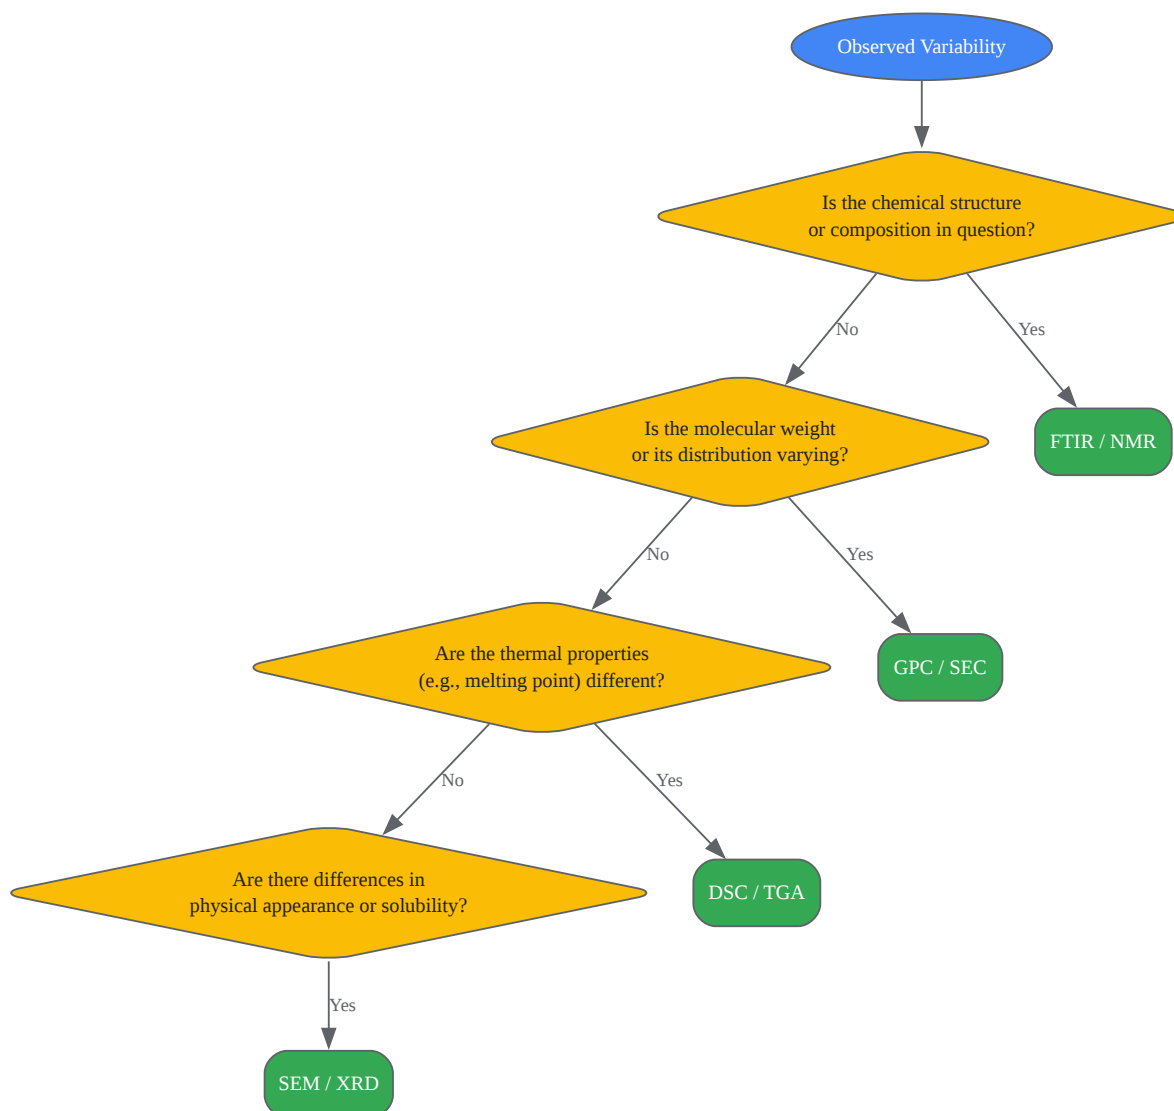 Observed Variability
Is the chemical structure
or composition in question?
No
Yes
Is the molecular weight
or its distribution varying?
FTIR / NMR
No
Yes
Are the thermal properties
(e.g., melting point) different?
GPC / SEC
No
Yes
Are there differences in
physical appearance or solubility?
DSC / TGA
Yes
SEM / XRD